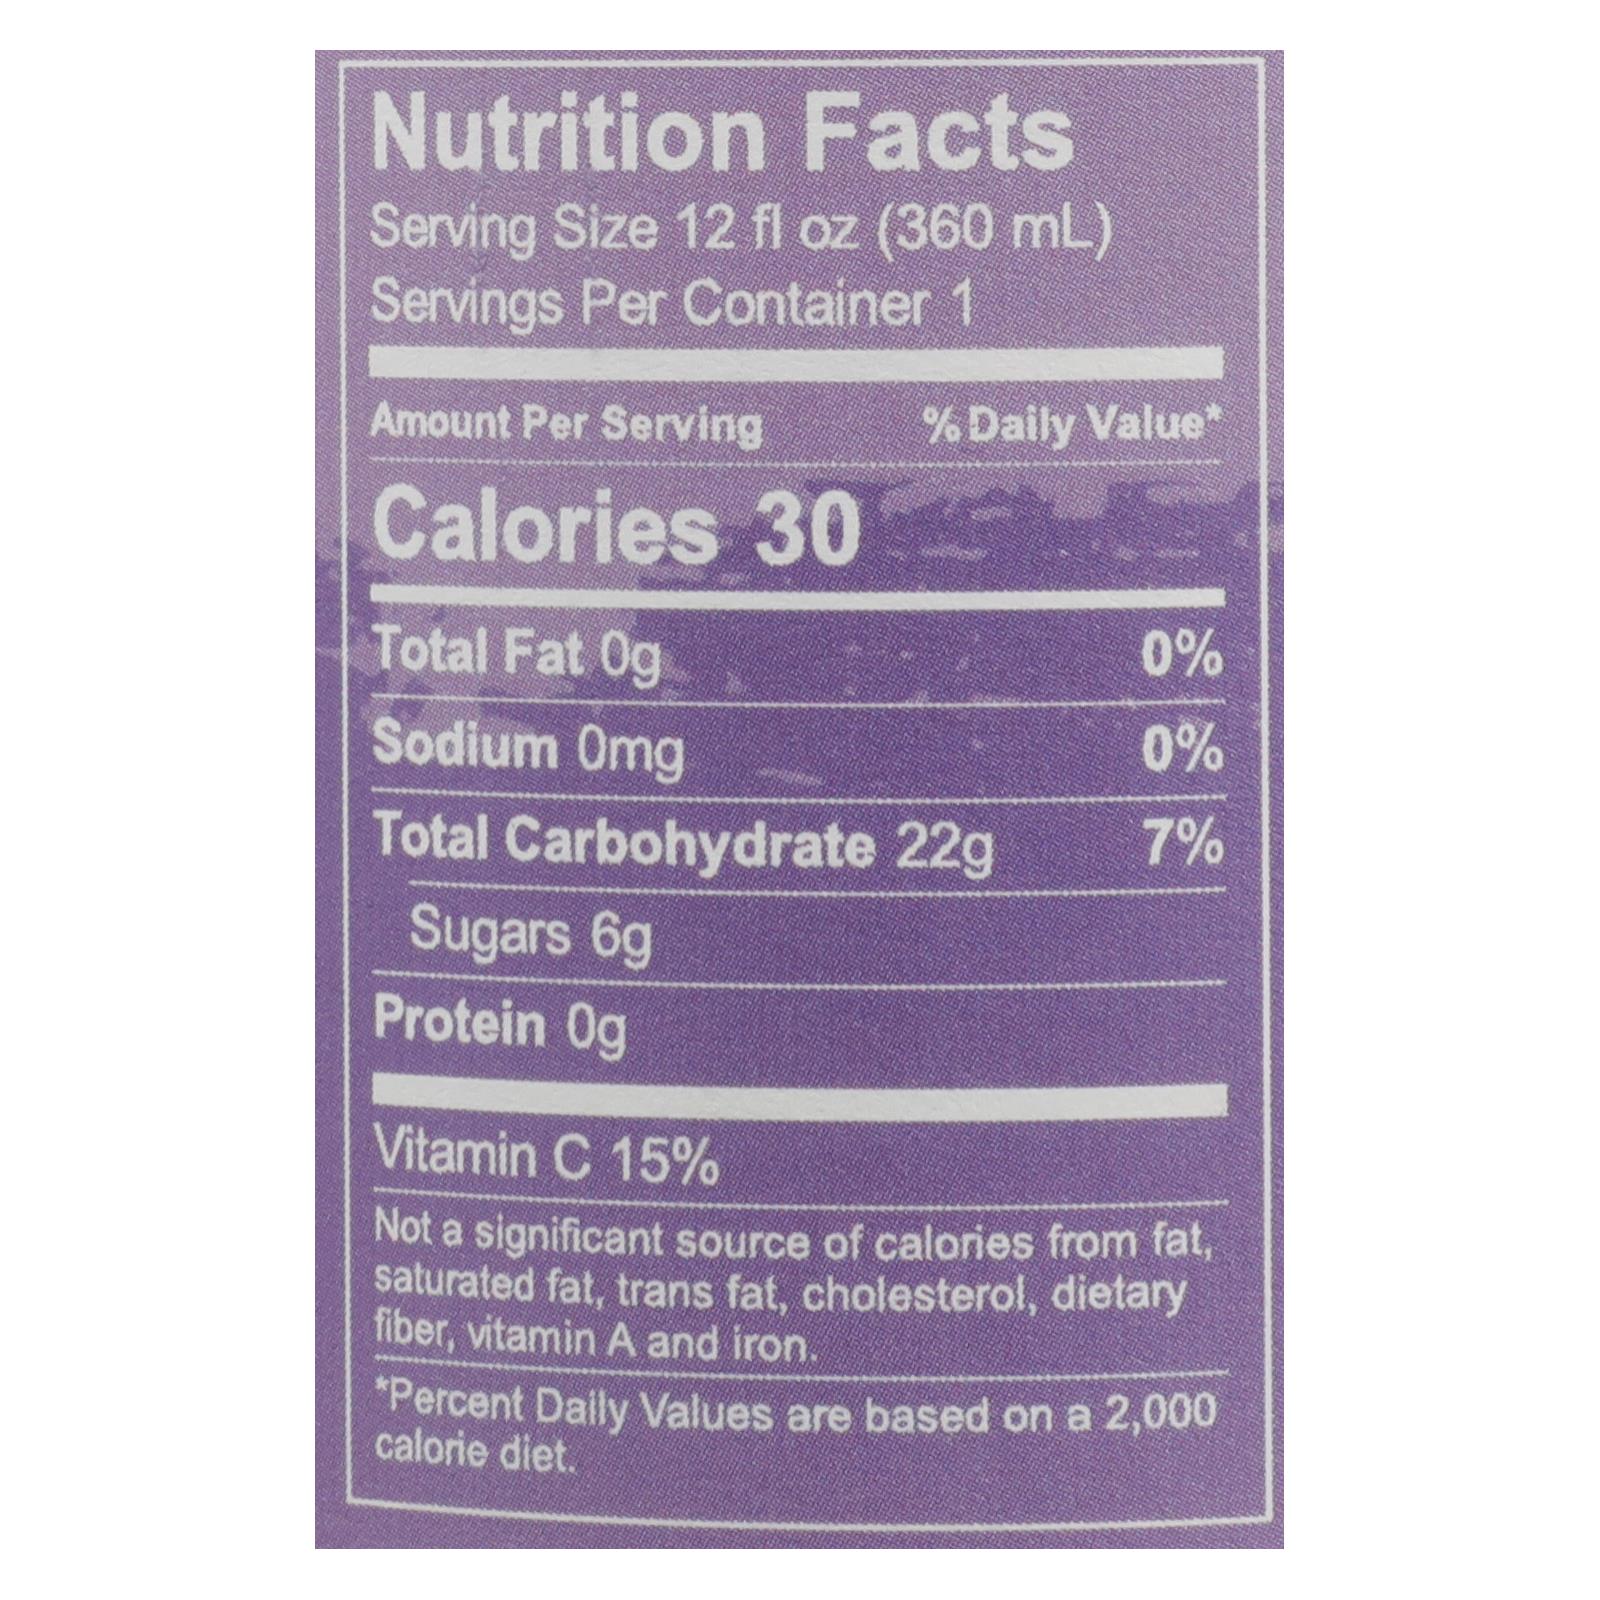 Nutrition Facts
Serving Size 12 fl oz (360 mL)
Servings Per Container 1
Amount Per Serving % Daily Value*
Calories 30
Total Fat 0g 0%
Sodium 0mg 0%
Total Carbohydrate 22g 7%
Sugars 6g
Protein 0g
Vitamin C 15%
Not a significant source of calories from fat,
saturated fat, trans fat, cholesterol, dietary
fiber, vitamin A and iron.
*Percent Daily Values are based on a 2,000
calorie diet.